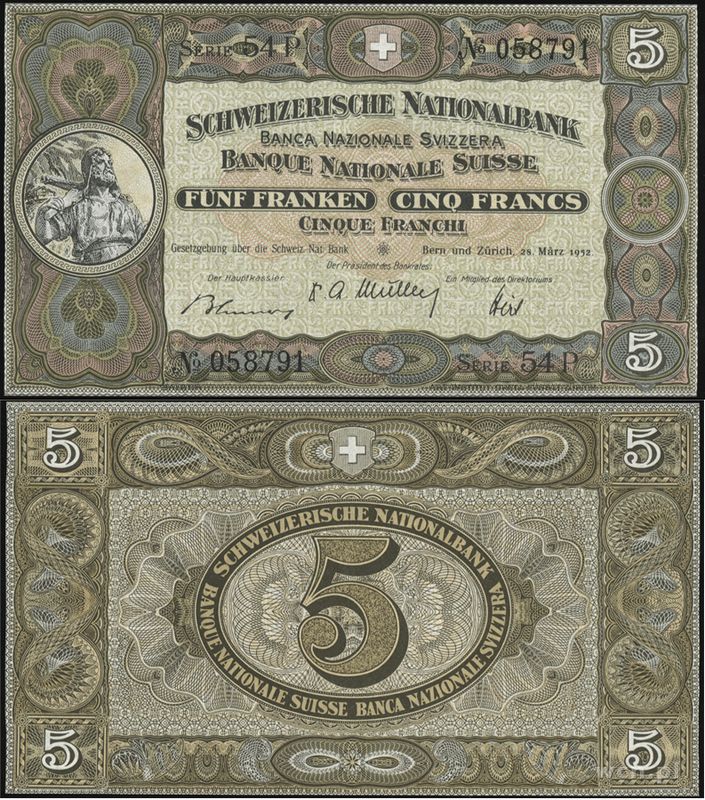 5
SERIE 54 P
No 058791
SCHWEIZERISCHE NATIONALBANK
BANCA NAZIONALE SVIZZERA
BANQUE NATIONALE SUISSE
FÜNF FRANKEN CINQ FRANCS
CINQUE FRANCHI
Gesetzgebung über die Schweiz Nat Bank
Bern und Zürich, 28. März 1952
Der Präsident des Bankrates:
Der Hauptkassier
Ein Mitglied des Direktoriums
No 058791
SERIE 54 P
5
5
5
SCHWEIZERISCHE NATIONALBANK
5
BANQUE NATIONALE SUISSE BANCA NAZIONALE SVIZZERA
5
5